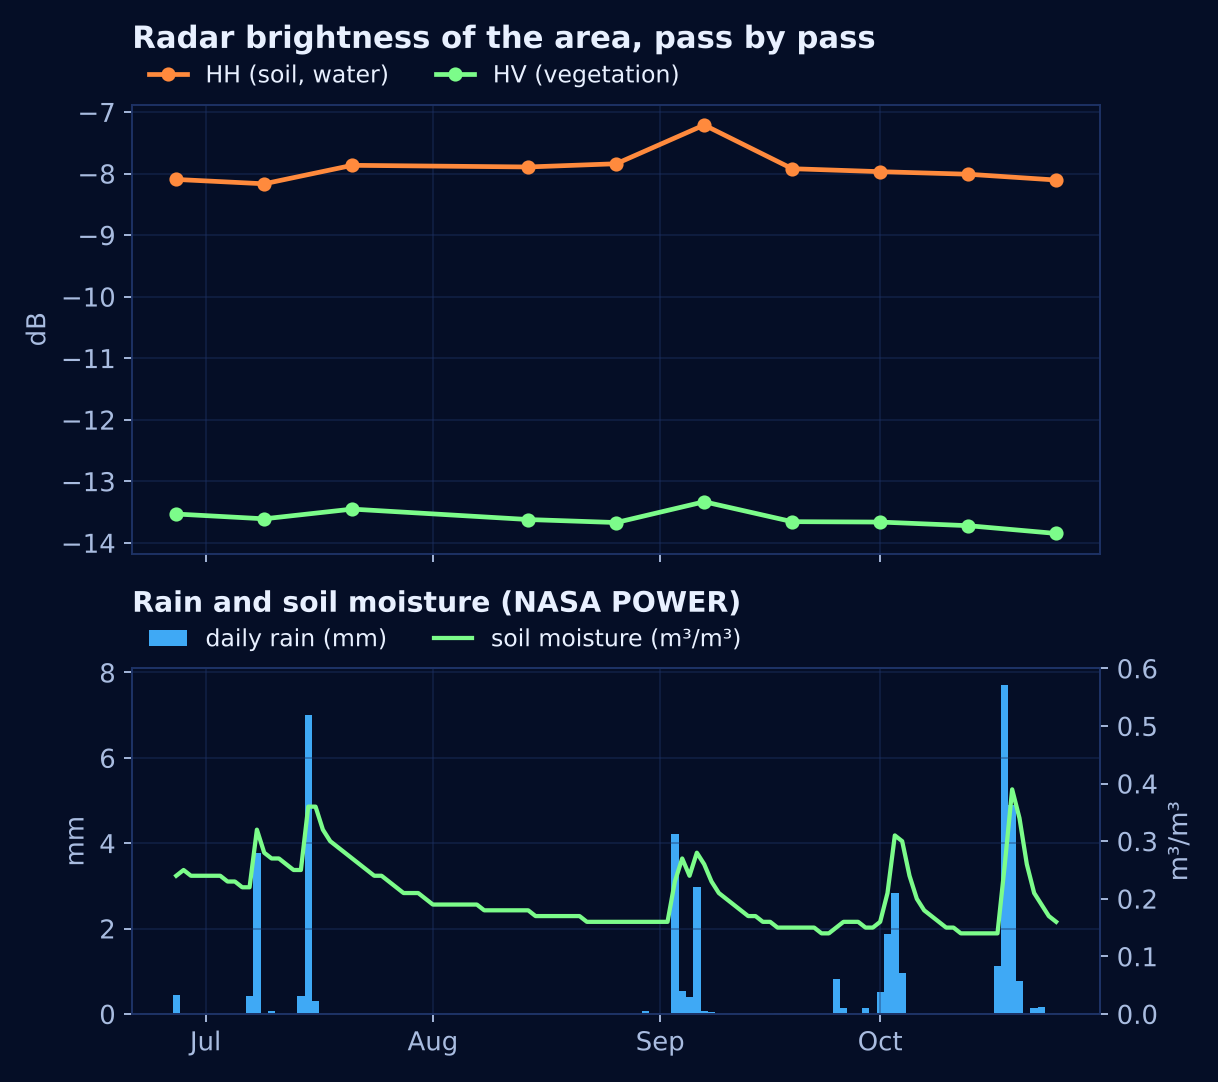 Radar brightness of the area, pass by pass
HH (soil, water) HV (vegetation)
−7
−8
−9
−10
−11
−12
−13
−14
dB
Rain and soil moisture (NASA POWER)
daily rain (mm) soil moisture (m³/m³)
8
6
4
2
0
mm
0.6
0.5
0.4
0.3
0.2
0.1
0.0
m³/m³
Jul Aug Sep Oct